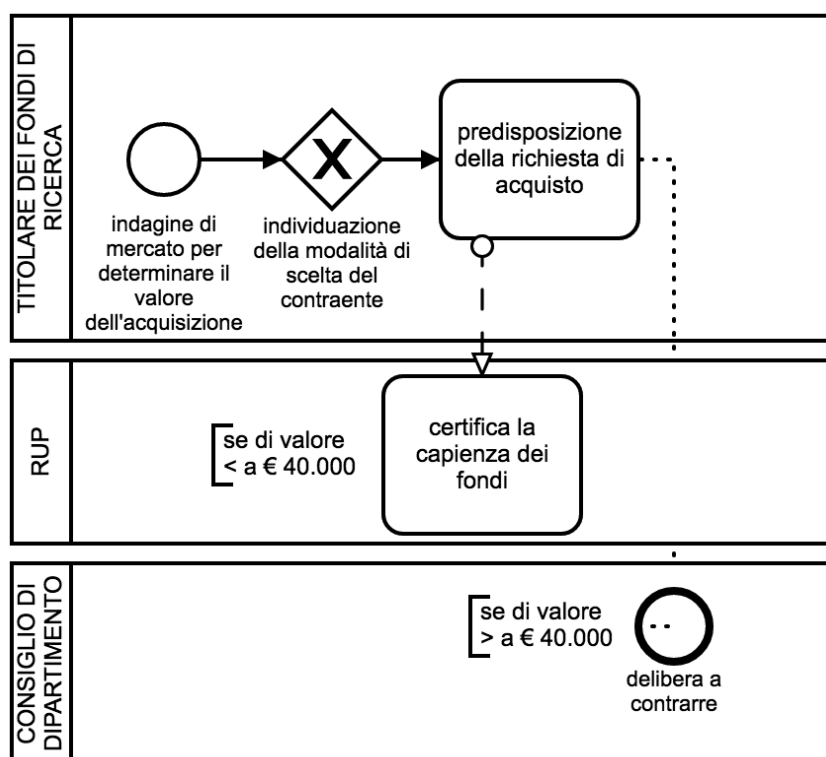 TITOLARE DEI FONDI DI
RICERCA
X
indagine di
mercato per
determinare il
valore
dell'acquisizione
individuazione
della modalità di
scelta del
contraente
predisposizione
della richiesta di
acquisto
RUP
se di valore
< a € 40.000
certifica la
capienza dei
fondi
CONSIGLIO DI
DIPARTIMENTO
se di valore
> a € 40.000
delibera a
contrarre